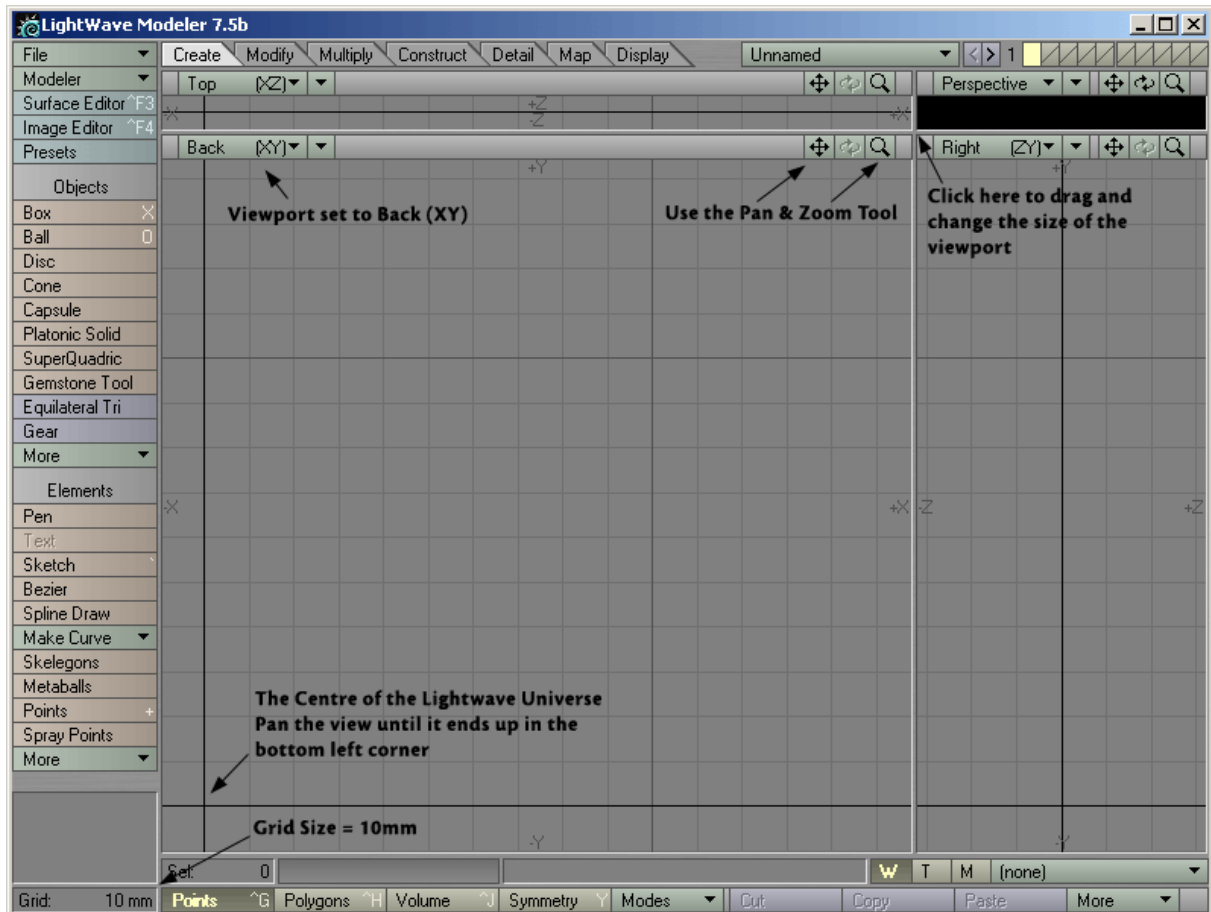 LightWave Modeler 7.5b
File
Create Modify Multiply Construct Detail Map Display Unnamed < > 1
Modeler
Top (XZ) Perspective
Surface Editor ^F3
+Z
-X +X
-Z
Image Editor ^F4
Presets
Back (XY) Right (ZY)
+Y +Y
Objects
Box X
Ball O
Disc
Cone
Capsule
Platonic Solid
SuperQuadric
Gemstone Tool
Equilateral Tri
Gear
More
Viewport set to Back (XY)
Use the Pan & Zoom Tool
Click here to drag and
change the size of the
viewport
Elements
Pen
Text
Sketch `
Bezier
Spline Draw
Make Curve
Skelegons
Metaballs
Points +
Spray Points
More
-X +X -Z +Z
The Centre of the Lightwave Universe
Pan the view until it ends up in the
bottom left corner
Grid Size = 10mm
-Y -Y
Sel: 0 W T M (none)
Grid: 10 mm Points ^G Polygons ^H Volume ^J Symmetry Y Modes Cut Copy Paste More